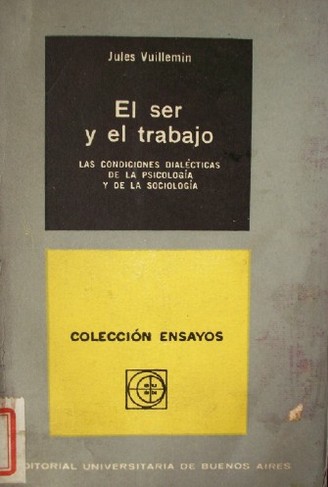 Jules Vuillemin
El ser
y el trabajo
LAS CONDICIONES DIALÉCTICAS
DE LA PSICOLOGÍA
Y DE LA SOCIOLOGÍA
COLECCIÓN ENSAYOS
UNIVERSITARIA DE BUENOS AIRES